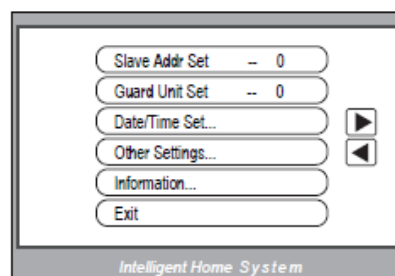 Slave Addr Set -- 0
Guard Unit Set -- 0
Date/Time Set...
Other Settings...
Information...
Exit
Intelligent Home System